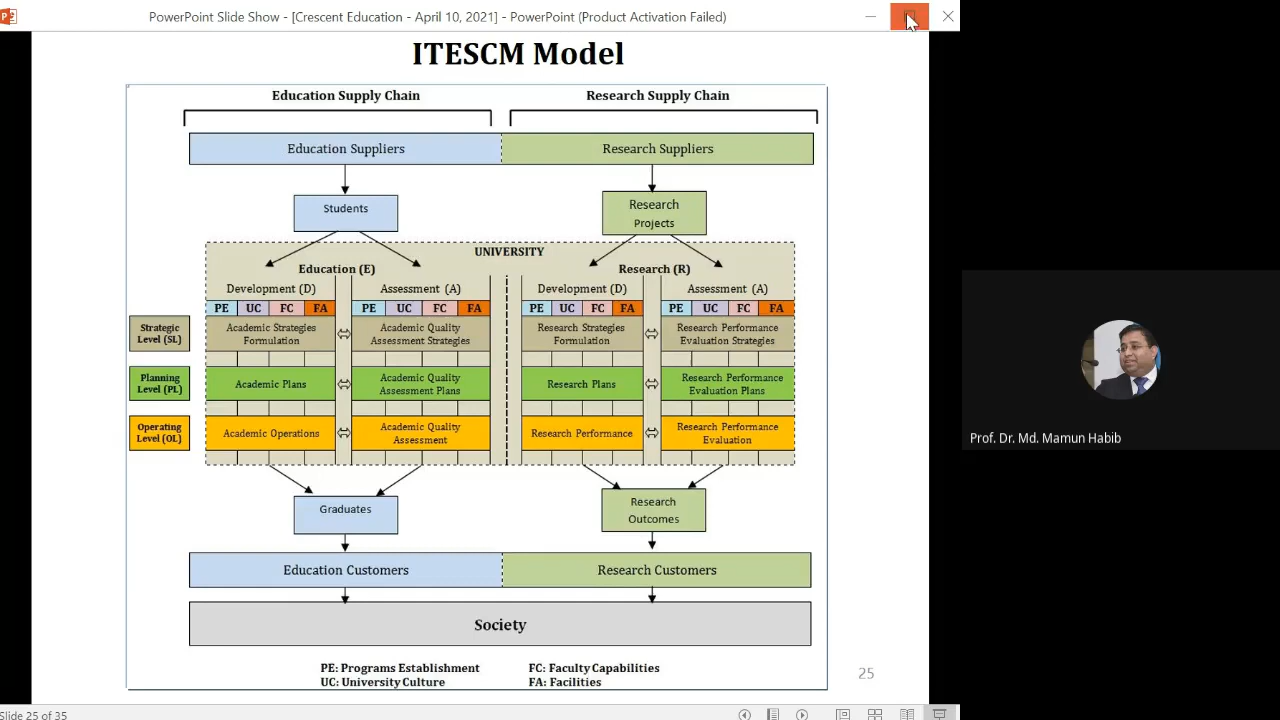 PowerPoint Slide Show - [Crescent Education - April 10, 2021] - PowerPoint (Product Activation Failed)
ITESCM Model
Education Supply Chain
Research Supply Chain
Education Suppliers
Research Suppliers
Students
Research
Projects
UNIVERSITY
Education (E)
Research (R)
Development (D)
Assessment (A)
Development (D)
Assessment (A)
PE UC FC FA
PE UC FC FA
PE UC FC FA
PE UC FC FA
Strategic
Level (SL)
Academic Strategies
Formulation
Academic Quality
Assessment Strategies
Research Strategies
Formulation
Research Performance
Evaluation Strategies
Planning
Level (PL)
Academic Plans
Academic Quality
Assessment Plans
Research Plans
Research Performance
Evaluation Plans
Operating
Level (OL)
Academic Operations
Academic Quality
Assessment
Research Performance
Research Performance
Evaluation
Graduates
Research
Outcomes
Education Customers
Research Customers
Society
PE: Programs Establishment
FC: Faculty Capabilities
UC: University Culture
FA: Facilities
25
Slide 25 of 35
Prof. Dr. Md. Mamun Habib